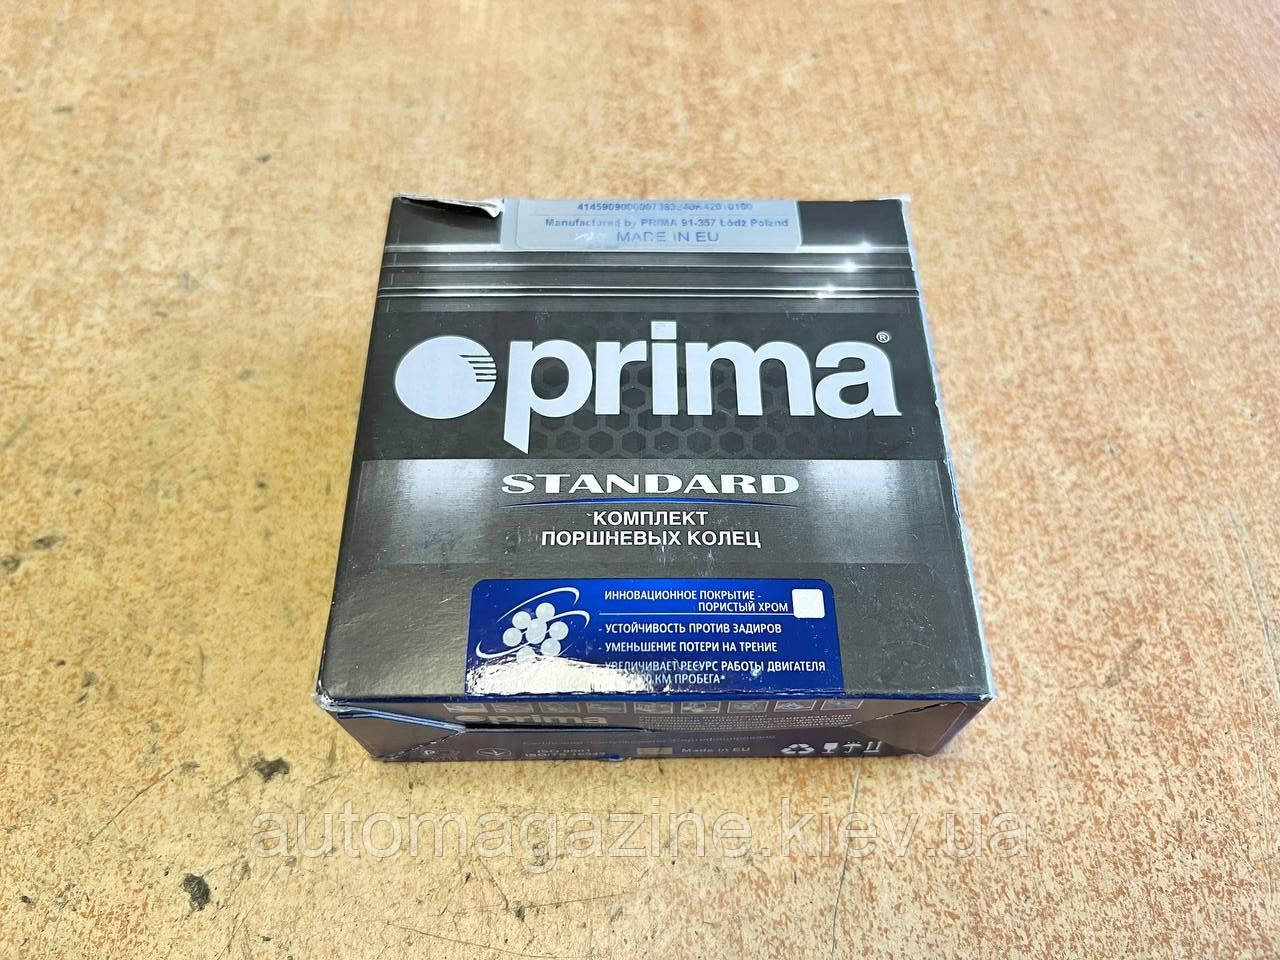 Manufactured by PRIMA 91-357 Łódź Poland
MADE IN EU
prima®
STANDARD
КОМПЛЕКТ
ПОРШНЕВЫХ КОЛЕЦ
ИННОВАЦИОННОЕ ПОКРЫТИЕ -
ПОРИСТЫЙ ХРОМ
- УСТОЙЧИВОСТЬ ПРОТИВ ЗАДИРОВ
- УМЕНЬШЕНИЕ ПОТЕРИ НА ТРЕНИЕ
- УВЕЛИЧИВАЕТ РЕСУРС РАБОТЫ ДВИГАТЕЛЯ
КМ ПРОБЕГА*
prima
ISO 9001
Made in EU
automagazine.kiev.ua